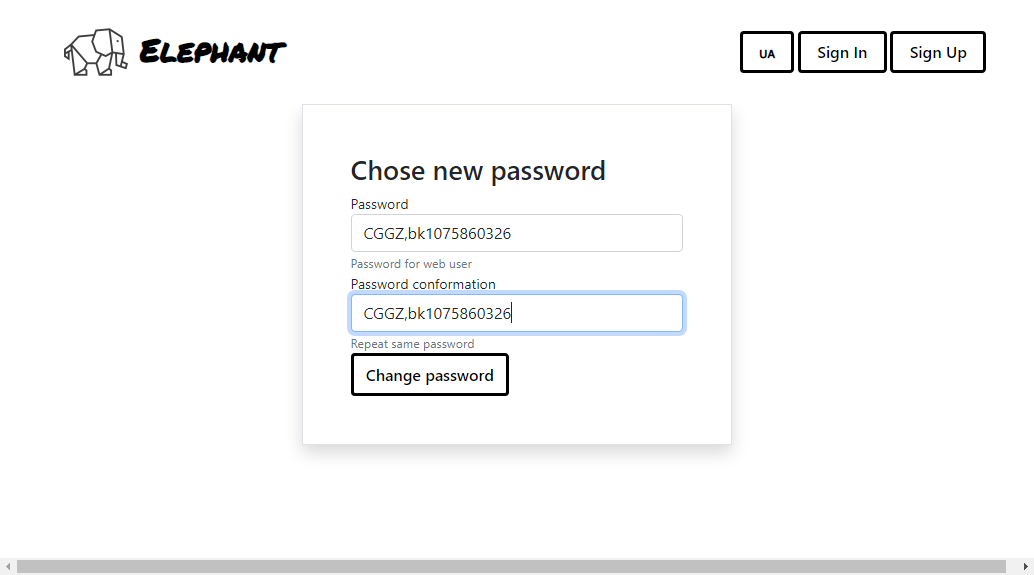 Elephant
UA
Sign In
Sign Up
Chose new password
Password
CGGZ,bk1075860326
Password for web user
Password conformation
CGGZ,bk1075860326
Repeat same password
Change password